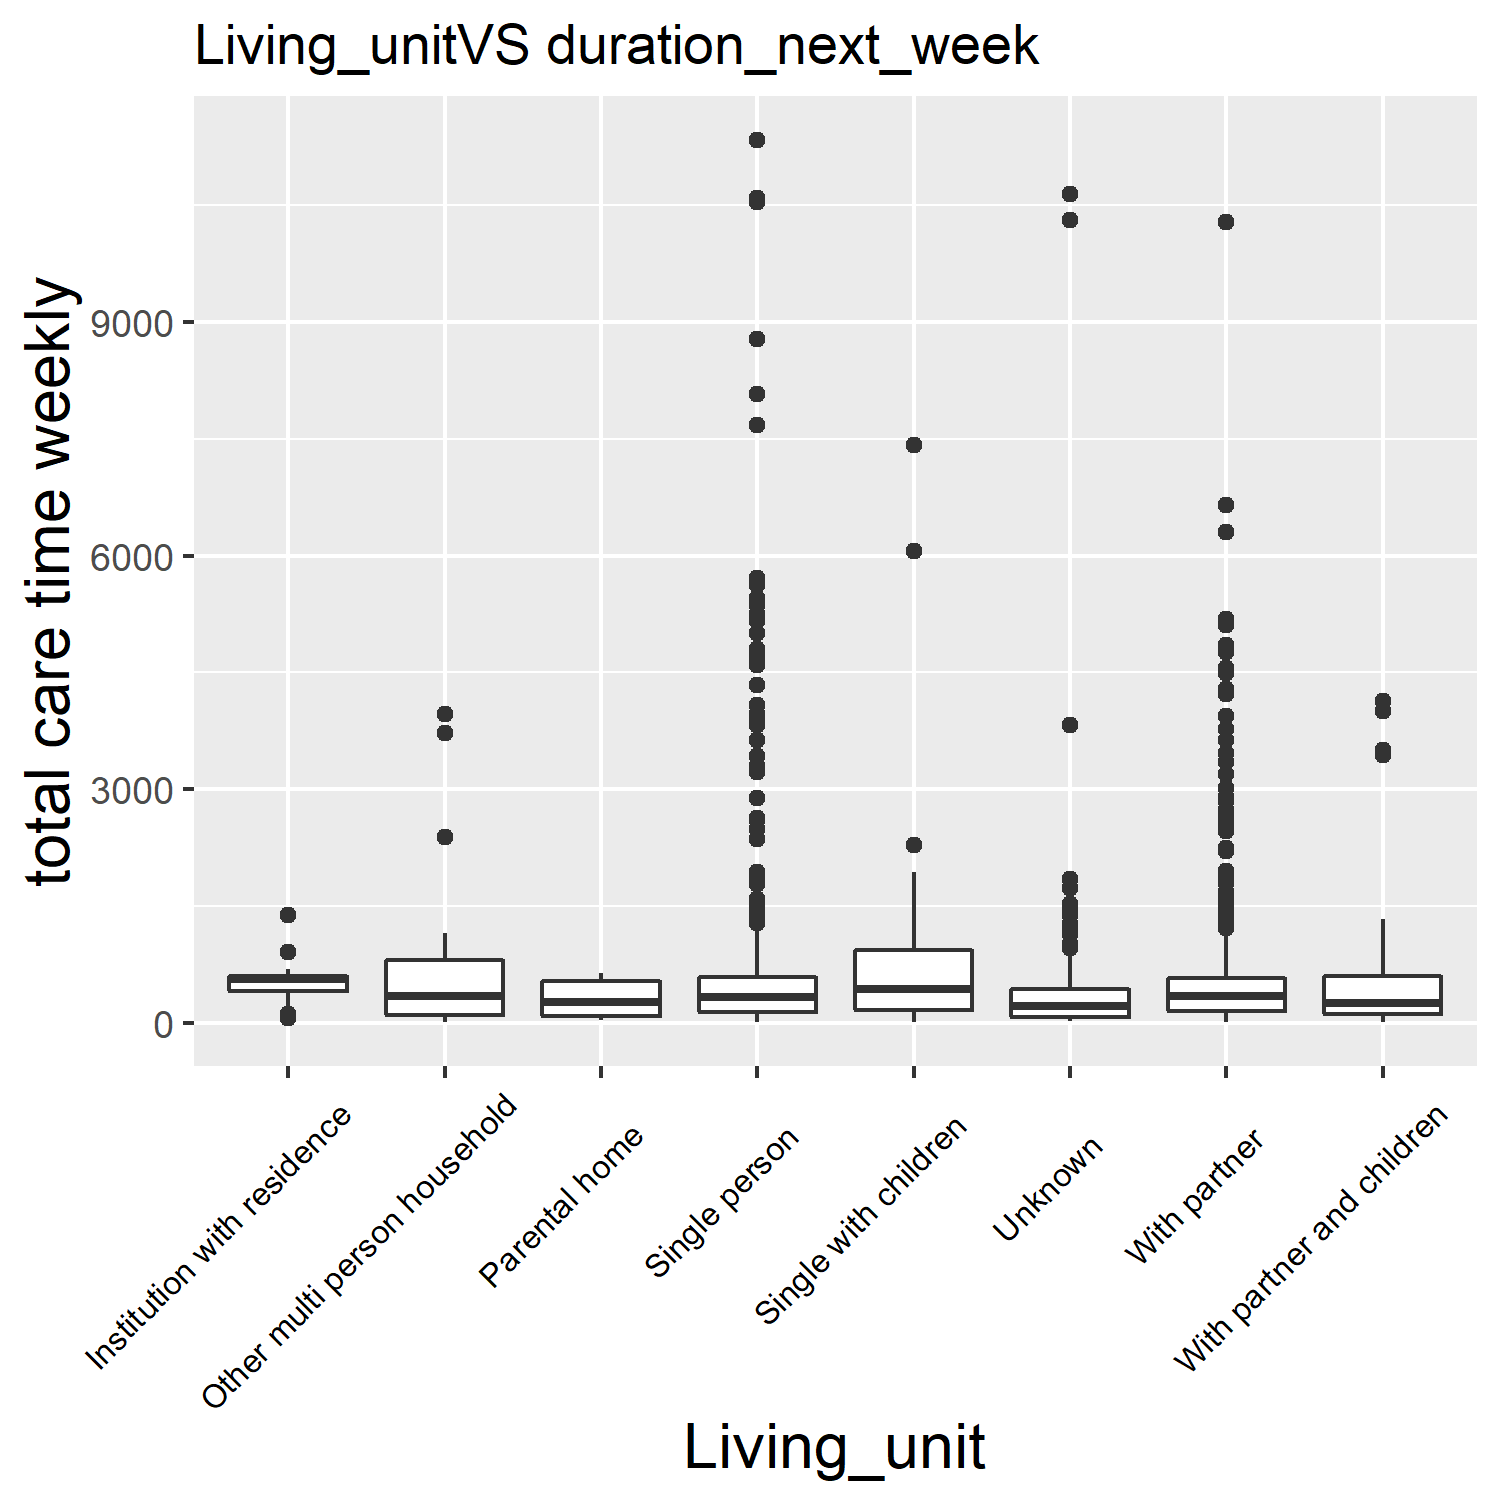 Living_unitVS duration_next_week
total care time weekly
9000
6000
3000
0
Institution with residence
Other multi person household
Parental home
Single person
Single with children
Unknown
With partner
With partner and children
Living_unit